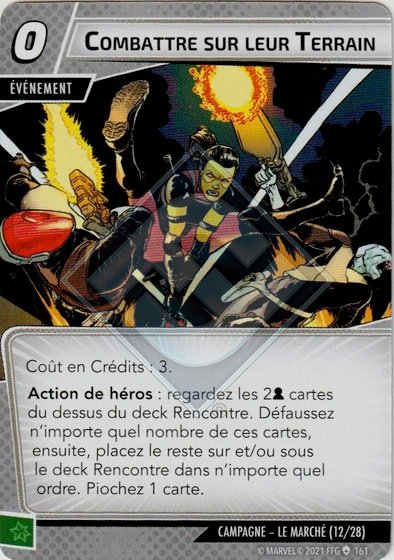 0
COMBATTRE SUR LEUR TERRAIN
ÉVÉNEMENT
Coût en Crédits : 3.
Action de héros : regardez les 2 cartes
du dessus du deck Rencontre. Défaussez
n'importe quel nombre de ces cartes,
ensuite, placez le reste sur et/ou sous
le deck Rencontre dans n'importe quel
ordre. Piochez 1 carte.
CAMPAGNE – LE MARCHÉ (12/28)
© MARVEL © 2021 FFG 161